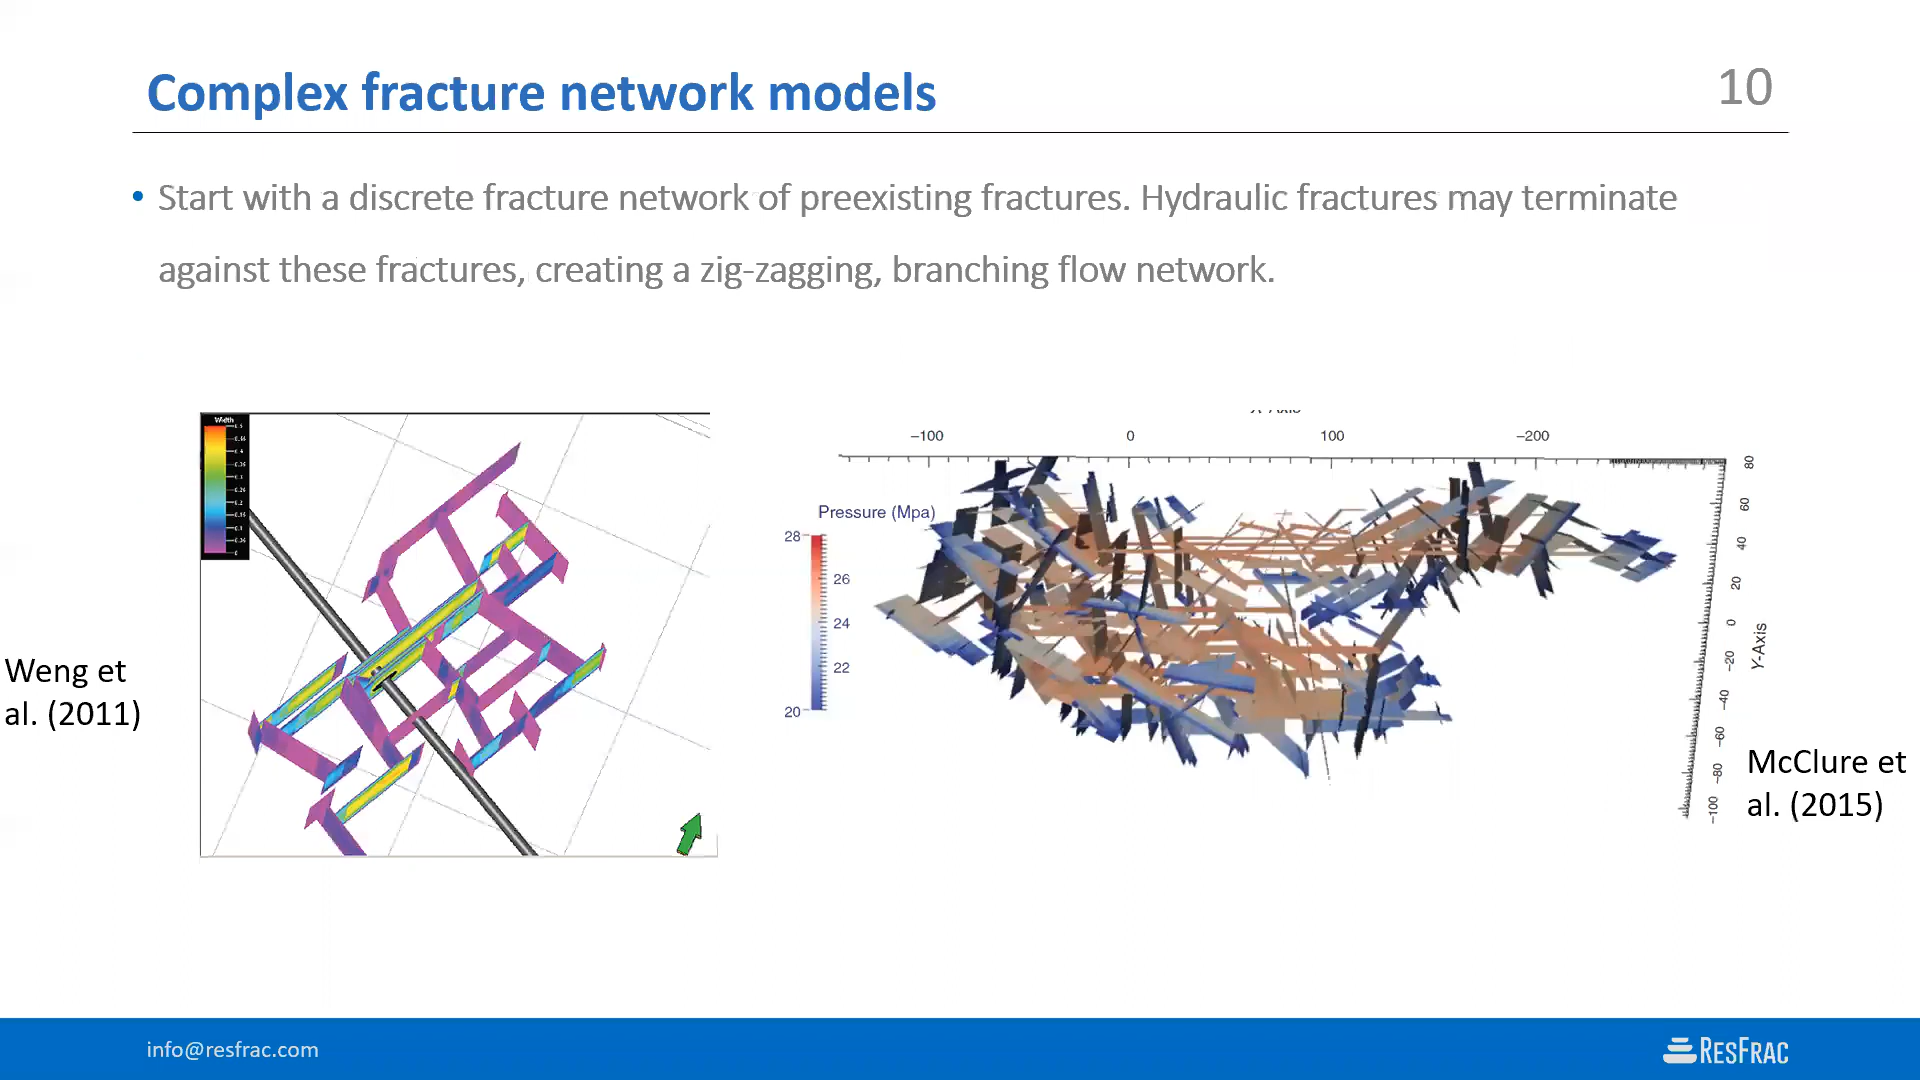 Complex fracture network models
10
• Start with a discrete fracture network of preexisting fractures. Hydraulic fractures may terminate
against these fractures, creating a zig-zagging, branching flow network.
Width
Weng et
al. (2011)
-100
0
100
-200
Pressure (Mpa)
28
26
24
22
20
80
60
40
20
0
-20
-40
-60
-80
-100
Y-Axis
McClure et
al. (2015)
info@resfrac.com
RESFRAC